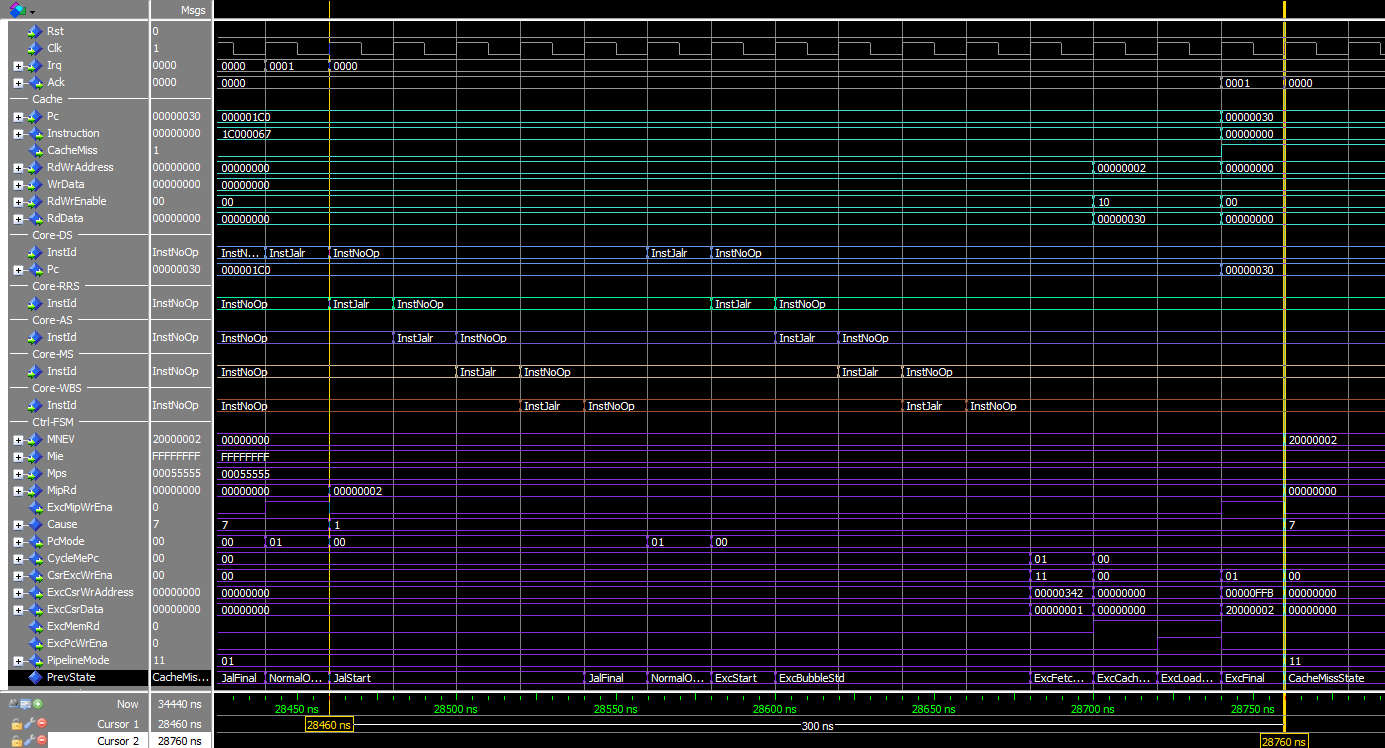 Msgs
Rst 0
Clk 1
Irq 0000 0000 0001 0000
Ack 0000 0000 0001 0000
Cache
Pc 00000030 000001C0 00000030
Instruction 00000000 1C000067 00000000
CacheMiss 1
RdWrAddress 00000000 00000000 00000002 00000000
WrData 00000000 00000000
RdWrEnable 00 00 10 00
RdData 00000000 00000000 00000030 00000000
Core-DS
InstId InstNoOp InstN... InstJalr InstNoOp InstJalr InstNoOp
Pc 00000030 000001C0 00000030
Core-RRS
InstId InstNoOp InstNoOp InstJalr InstNoOp InstJalr InstNoOp
Core-AS
InstId InstNoOp InstNoOp InstJalr InstNoOp InstJalr InstNoOp
Core-MS
InstId InstNoOp InstNoOp InstJalr InstNoOp InstJalr InstNoOp
Core-WBS
InstId InstNoOp InstNoOp InstJalr InstNoOp InstJalr InstNoOp
Ctrl-FSM
MNEV 20000002 00000000 20000002
Mie FFFFFFFF FFFFFFFF
Mps 00055555 00055555
MipRd 00000000 00000000 00000002 00000000
ExcMipWrEna 0
Cause 7 7 1 7
PcMode 00 00 01 00 01 00
CycleMePc 00 00 01 00
CsrExcWrEna 00 00 11 00 01 00
ExcCsrWrAddress 00000000 00000000 00000342 00000000 00000FFB 00000000
ExcCsrData 00000000 00000000 00000001 00000000 20000002 00000000
ExcMemRd 0
ExcPcWrEna 0
PipelineMode 11 01 11
PrevState CacheMis... JalFinal NormalO... JalStart JalFinal NormalO... ExcStart ExcBubbleStd ExcFetc... ExcCach... ExcLoad... ExcFinal CacheMissState
Now 34440 ns 28450 ns 28500 ns 28550 ns 28600 ns 28650 ns 28700 ns 28750 ns
Cursor 1 28460 ns 28460 ns 300 ns
Cursor 2 28760 ns 28760 ns